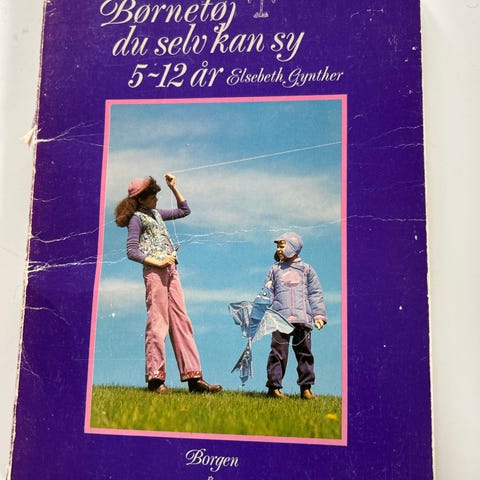 Børnetøj
du selv kan sy
5~12 år Elsebeth Gynther
Borgen